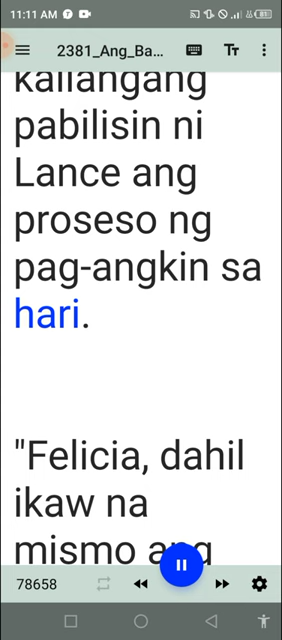 11:11 AM
2381_Ang_Ba...
kailangang
pabilisin ni
Lance ang
proseso ng
pag-angkin sa
hari.
"Felicia, dahil
ikaw na
mismo ang
78658